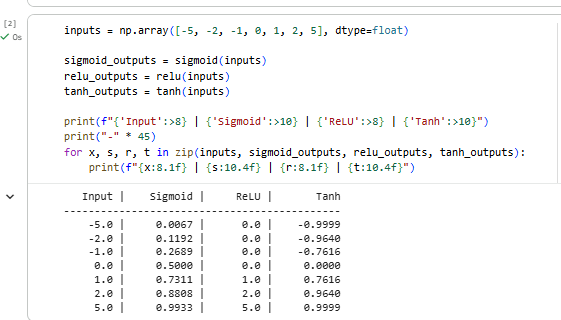 [2]
0s
inputs = np.array([-5, -2, -1, 0, 1, 2, 5], dtype=float)
sigmoid_outputs = sigmoid(inputs)
relu_outputs = relu(inputs)
tanh_outputs = tanh(inputs)
print(f"{'Input':>8} | {'Sigmoid':>10} | {'ReLU':>8} | {'Tanh':>10}")
print("-" * 45)
for x, s, r, t in zip(inputs, sigmoid_outputs, relu_outputs, tanh_outputs):
    print(f"{x:8.1f} | {s:10.4f} | {r:8.1f} | {t:10.4f}")
   Input |    Sigmoid |     ReLU |       Tanh
---------------------------------------------
    -5.0 |     0.0067 |      0.0 |    -0.9999
    -2.0 |     0.1192 |      0.0 |    -0.9640
    -1.0 |     0.2689 |      0.0 |    -0.7616
     0.0 |     0.5000 |      0.0 |     0.0000
     1.0 |     0.7311 |      1.0 |     0.7616
     2.0 |     0.8808 |      2.0 |     0.9640
     5.0 |     0.9933 |      5.0 |     0.9999